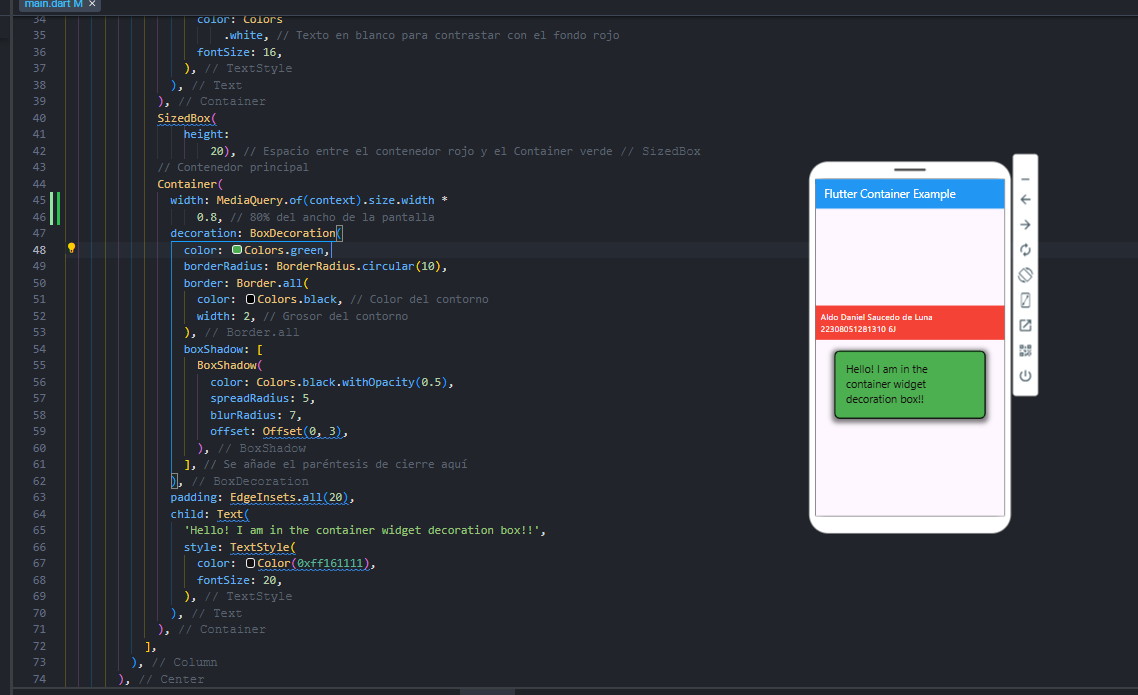 main.dart M ×
34 color: Colors
35 .white, // Texto en blanco para contrastar con el fondo rojo
36 fontSize: 16,
37 ), // TextStyle
38 ), // Text
39 ), // Container
40 SizedBox(
41 height:
42 20), // Espacio entre el contenedor rojo y el Container verde // SizedBox
43 // Contenedor principal
44 Container(
45 width: MediaQuery.of(context).size.width *
46 0.8, // 80% del ancho de la pantalla
47 decoration: BoxDecoration(
48 color: Colors.green,
49 borderRadius: BorderRadius.circular(10),
50 border: Border.all(
51 color: Colors.black, // Color del contorno
52 width: 2, // Grosor del contorno
53 ), // Border.all
54 boxShadow: [
55 BoxShadow(
56 color: Colors.black.withOpacity(0.5),
57 spreadRadius: 5,
58 blurRadius: 7,
59 offset: Offset(0, 3),
60 ), // BoxShadow
61 ], // Se añade el paréntesis de cierre aquí
62 ), // BoxDecoration
63 padding: EdgeInsets.all(20),
64 child: Text(
65 'Hello! I am in the container widget decoration box!!',
66 style: TextStyle(
67 color: Color(0xff161111),
68 fontSize: 20,
69 ), // TextStyle
70 ), // Text
71 ), // Container
72 ],
73 ), // Column
74 ), // Center
Flutter Container Example
Aldo Daniel Saucedo de Luna
22308051281310 6J
Hello! I am in the
container widget
decoration box!!